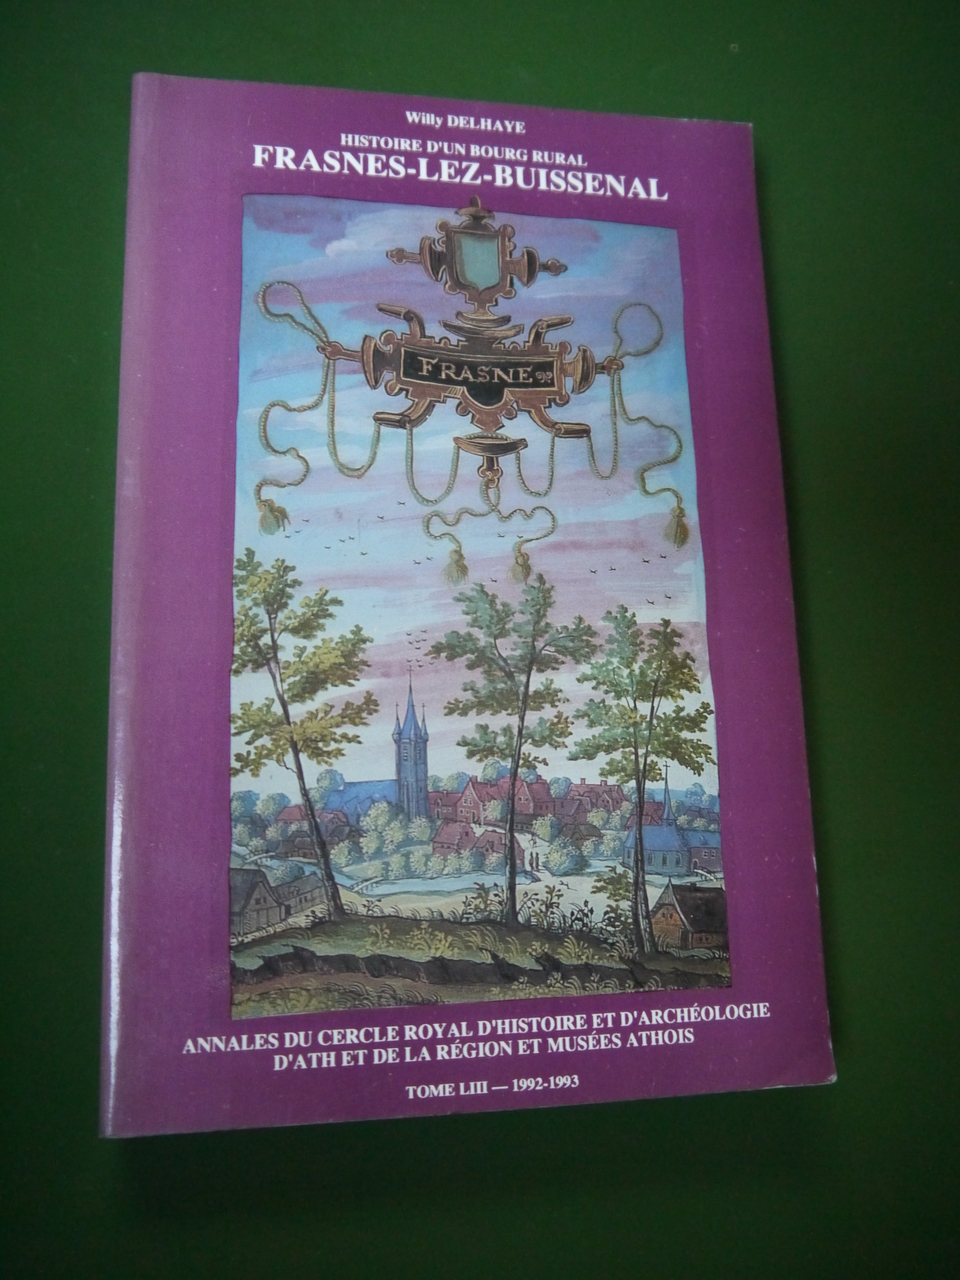 Willy DELHAYE
HISTOIRE D'UN BOURG RURAL
FRASNES-LEZ-BUISSENAL
FRASNE
ANNALES DU CERCLE ROYAL D'HISTOIRE ET D'ARCHÉOLOGIE
D'ATH ET DE LA RÉGION ET MUSÉES ATHOIS
TOME LIII — 1992-1993